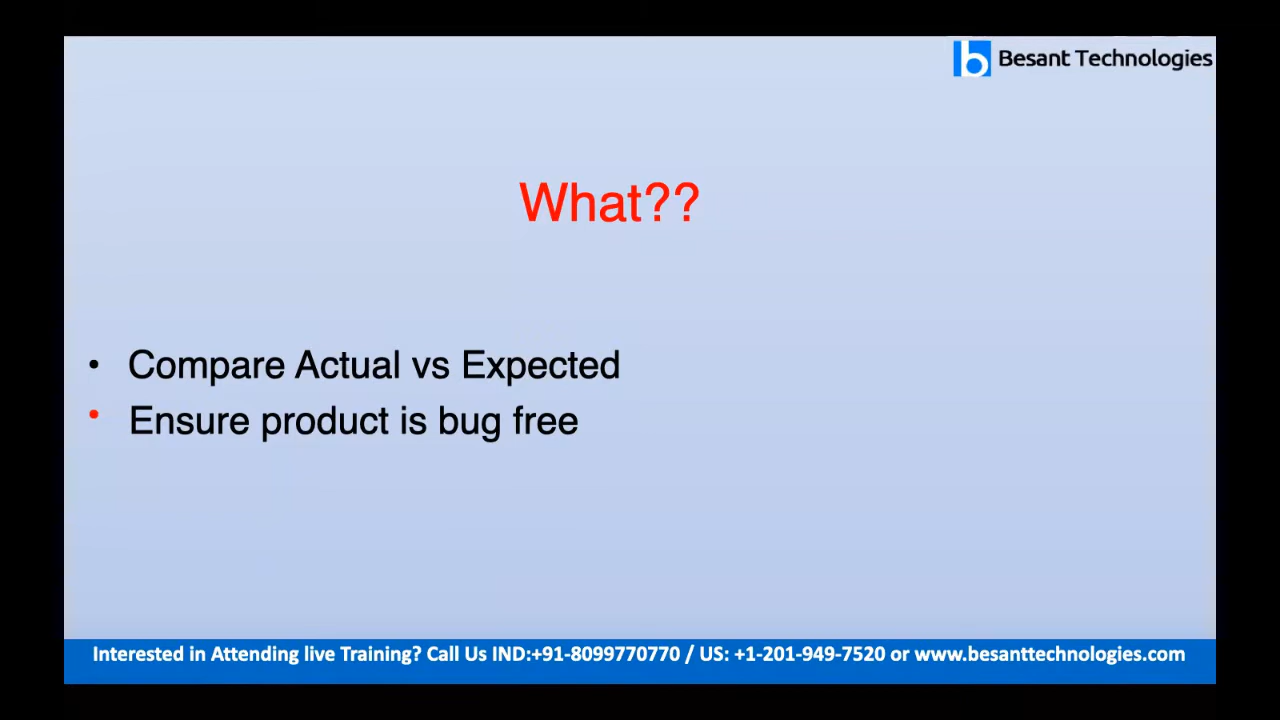 Besant Technologies
What??
• Compare Actual vs Expected
• Ensure product is bug free
Interested in Attending live Training? Call Us IND:+91-8099770770 / US: +1-201-949-7520 or www.besanttechnologies.com